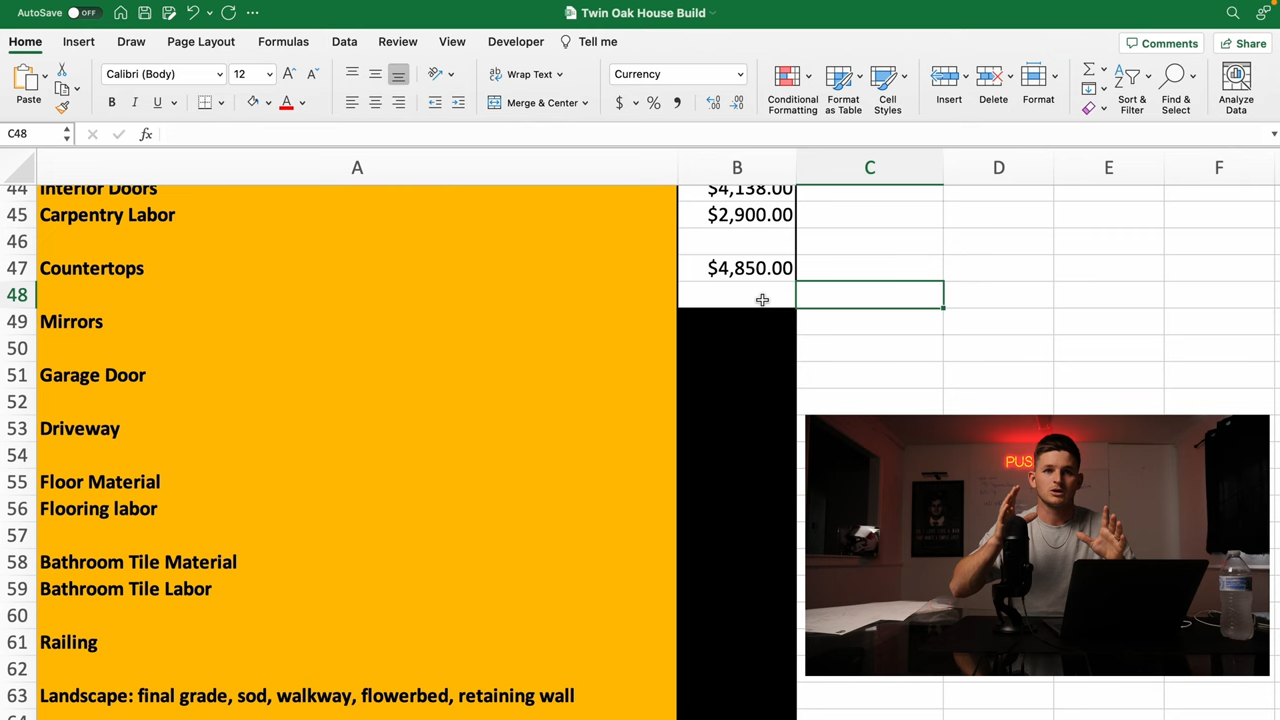 AutoSave OFF
Twin Oak House Build
Home Insert Draw Page Layout Formulas Data Review View Developer Tell me Comments Share
Paste
Calibri (Body) 12 A A
B I U A
ab Wrap Text
Merge & Center
Currency
$ % 9
Conditional Formatting
Format as Table
Cell Styles
Insert
Delete
Format
Sort & Filter
Find & Select
Analyze Data
C48 fx
A B C D E F
44 Interior Doors $4,138.00
45 Carpentry Labor $2,900.00
46
47 Countertops $4,850.00
48
49 Mirrors
50
51 Garage Door
52
53 Driveway
54
55 Floor Material
56 Flooring labor
57
58 Bathroom Tile Material
59 Bathroom Tile Labor
60
61 Railing
62
63 Landscape: final grade, sod, walkway, flowerbed, retaining wall
64
PUS